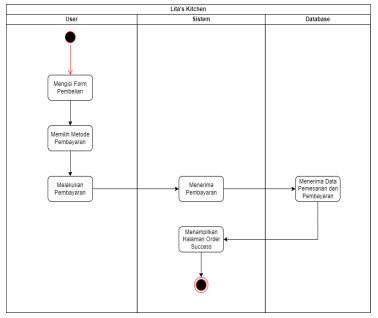 Lita's Kitchen
User
Sistem
Database
Mengisi Form
Pembelian
Memilih Metode
Pembayaran
Melakukan
Pembayaran
Menerima
Pembayaran
Menerima Data
Pemesanan dan
Pembayaran
Menampilkan
Halaman Order
Success